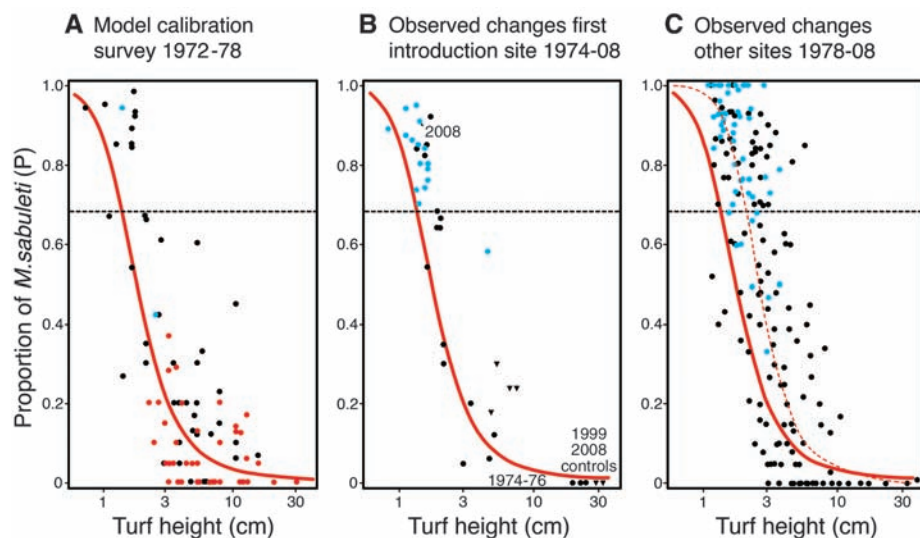 A Model calibration
survey 1972-78
B Observed changes first
introduction site 1974-08
C Observed changes
other sites 1978-08
Proportion of M.sabuleti (P)
1.0
0.8
0.6
0.4
0.2
0.0
1 3 10 30
Turf height (cm)
1.0
0.8
0.6
0.4
0.2
0.0
2008
1999
2008
controls
1974-76
1 3 10 30
Turf height (cm)
1.0
0.8
0.6
0.4
0.2
0.0
1 3 10 30
Turf height (cm)